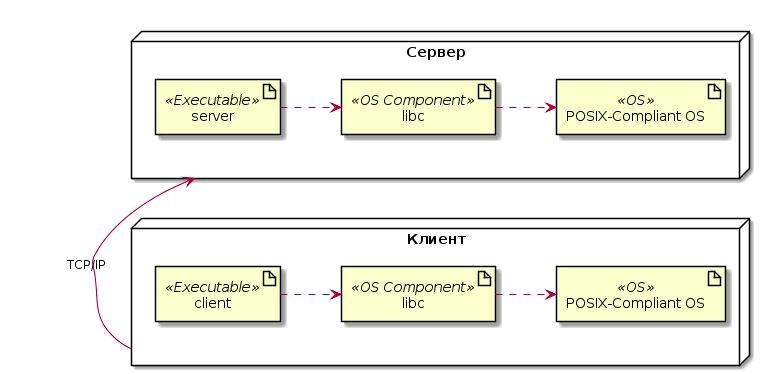 Сервер
«Executable»
server
«OS Component»
libc
«OS»
POSIX-Compliant OS
TCP/IP
Клиент
«Executable»
client
«OS Component»
libc
«OS»
POSIX-Compliant OS